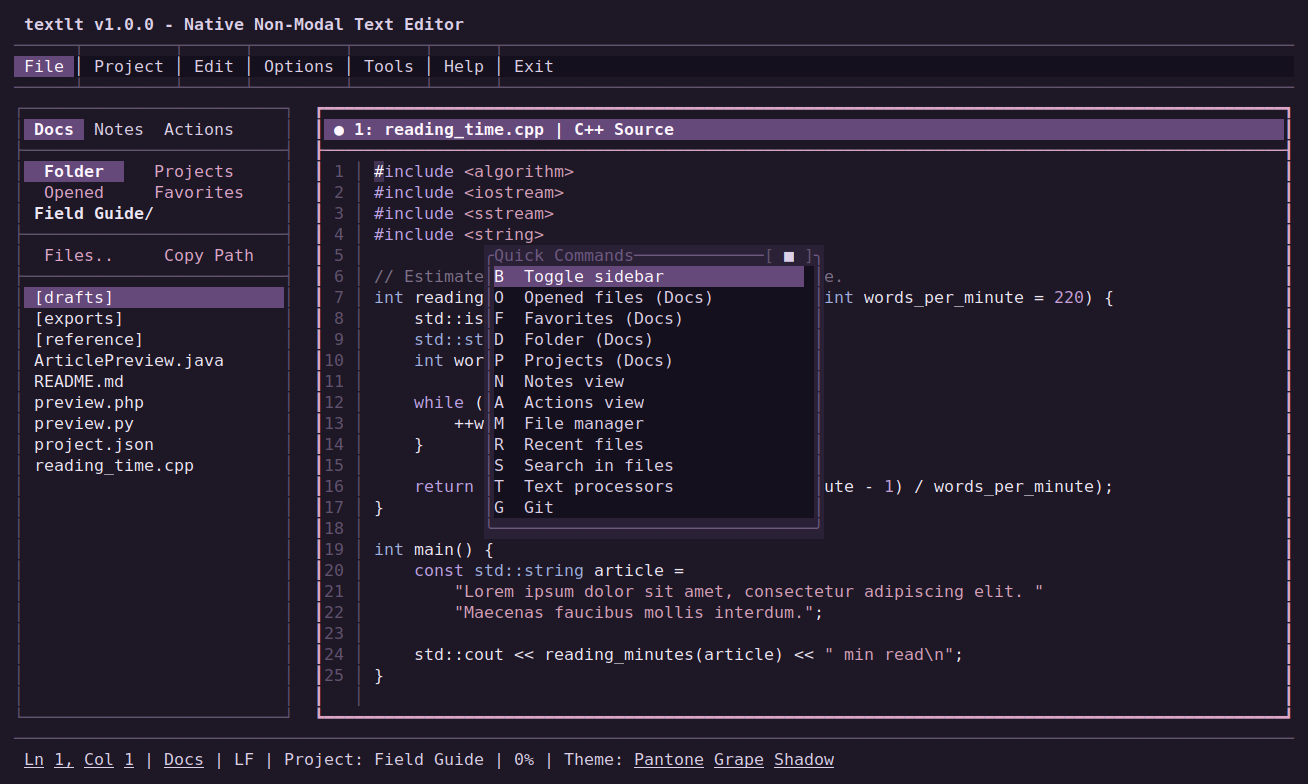 textlt v1.0.0 - Native Non-Modal Text Editor
File | Project | Edit | Options | Tools | Help | Exit
Docs Notes Actions
Folder Projects
Opened Favorites
Field Guide/
Files.. Copy Path
[drafts]
[exports]
[reference]
ArticlePreview.java
README.md
preview.php
preview.py
project.json
reading_time.cpp
● 1: reading_time.cpp | C++ Source
1 #include <algorithm>
2 #include <iostream>
3 #include <sstream>
4 #include <string>
5
6 // Estimate e.
7 int reading int words_per_minute = 220) {
8 std::is
9 std::st
10 int wor
11
12 while (
13 ++w
14 }
15
16 return ute - 1) / words_per_minute);
17 }
18
19 int main() {
20 const std::string article =
21 "Lorem ipsum dolor sit amet, consectetur adipiscing elit. "
22 "Maecenas faucibus mollis interdum.";
23
24 std::cout << reading_minutes(article) << " min read\n";
25 }
Quick Commands [ ■ ]
B Toggle sidebar
O Opened files (Docs)
F Favorites (Docs)
D Folder (Docs)
P Projects (Docs)
N Notes view
A Actions view
M File manager
R Recent files
S Search in files
T Text processors
G Git
Ln 1, Col 1 | Docs | LF | Project: Field Guide | 0% | Theme: Pantone Grape Shadow